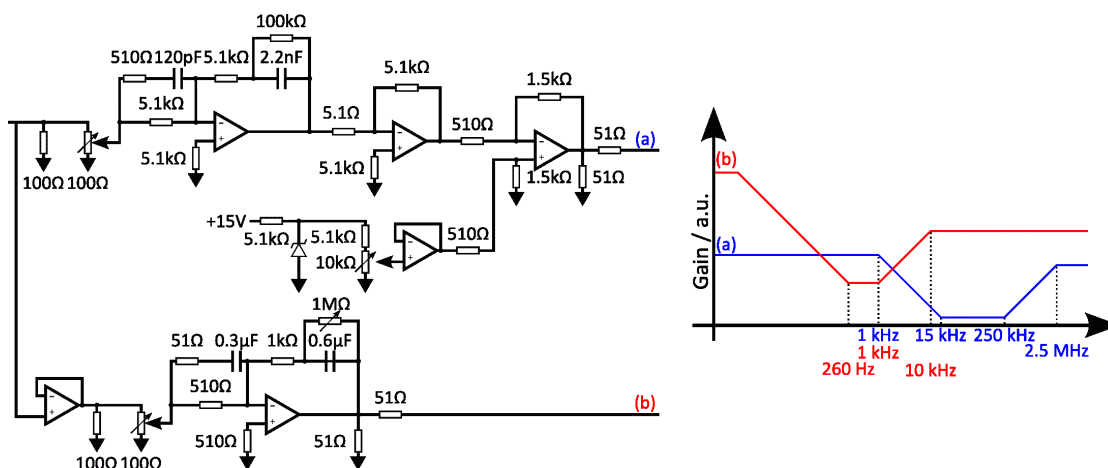 100kΩ
510Ω 120pF 5.1kΩ 2.2nF
5.1kΩ
1.5kΩ
5.1kΩ
5.1Ω
510Ω
51Ω
(a)
−
+
−
+
−
+
5.1kΩ
5.1kΩ
1.5kΩ
51Ω
100Ω 100Ω
+15V
5.1kΩ
5.1kΩ
10kΩ
−
+
510Ω
1MΩ
51Ω 0.3µF 1kΩ 0.6µF
510Ω
−
+
−
+
51Ω
(b)
510Ω
51Ω
100Ω 100Ω
Gain / a.u.
(b)
(a)
1 kHz 15 kHz 250 kHz
1 kHz 2.5 MHz
260 Hz 10 kHz